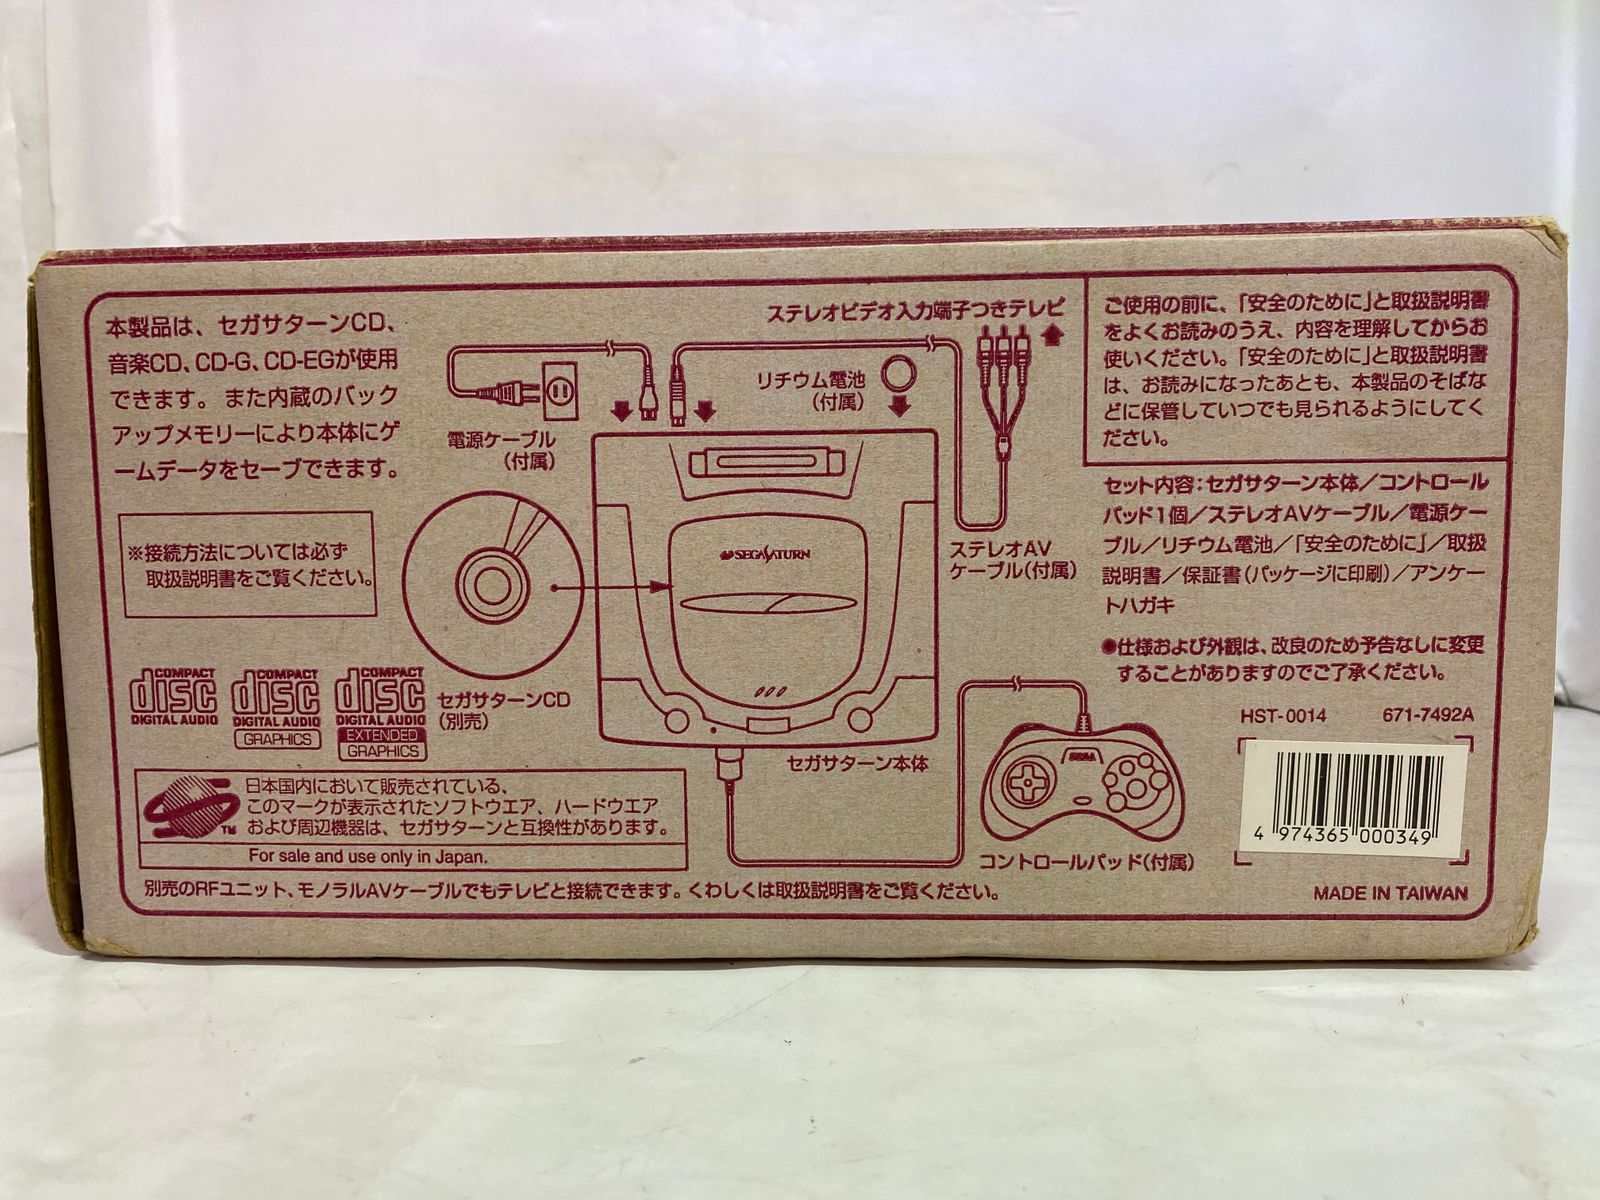 本製品は、セガサターンCD、
音楽CD、CD-G、CD-EGが使用
できます。また内蔵のバック
アップメモリーにより本体にゲ
ームデータをセーブできます。
※接続方法については必ず
取扱説明書をご覧ください。
ステレオビデオ入力端子つきテレビ
リチウム電池
(付属)
電源ケーブル
(付属)
SEGA SATURN
ステレオAV
ケーブル(付属)
セガサターンCD
(別売)
セガサターン本体
SEGA
コントロールパッド(付属)
COMPACT
disc
DIGITAL AUDIO
COMPACT
disc
DIGITAL AUDIO
GRAPHICS
COMPACT
disc
DIGITAL AUDIO
EXTENDED
GRAPHICS
TM
日本国内において販売されている、
このマークが表示されたソフトウエア、ハードウエア
および周辺機器は、セガサターンと互換性があります。
For sale and use only in Japan.
別売のRFユニット、モノラルAVケーブルでもテレビと接続できます。くわしくは取扱説明書をご覧ください。
ご使用の前に、「安全のために」と取扱説明書
をよくお読みのうえ、内容を理解してからお
使いください。「安全のために」と取扱説明書
は、お読みになったあとも、本製品のそばな
どに保管していつでも見られるようにしてく
ださい。
セット内容:セガサターン本体/コントロール
パッド1個/ステレオAVケーブル/電源ケー
ブル/リチウム電池/「安全のために」/取扱
説明書/保証書(パッケージに印刷)/アンケー
トハガキ
●仕様および外観は、改良のため予告なしに変更
することがありますのでご了承ください。
HST-0014 671-7492A
4 974365 000349
MADE IN TAIWAN